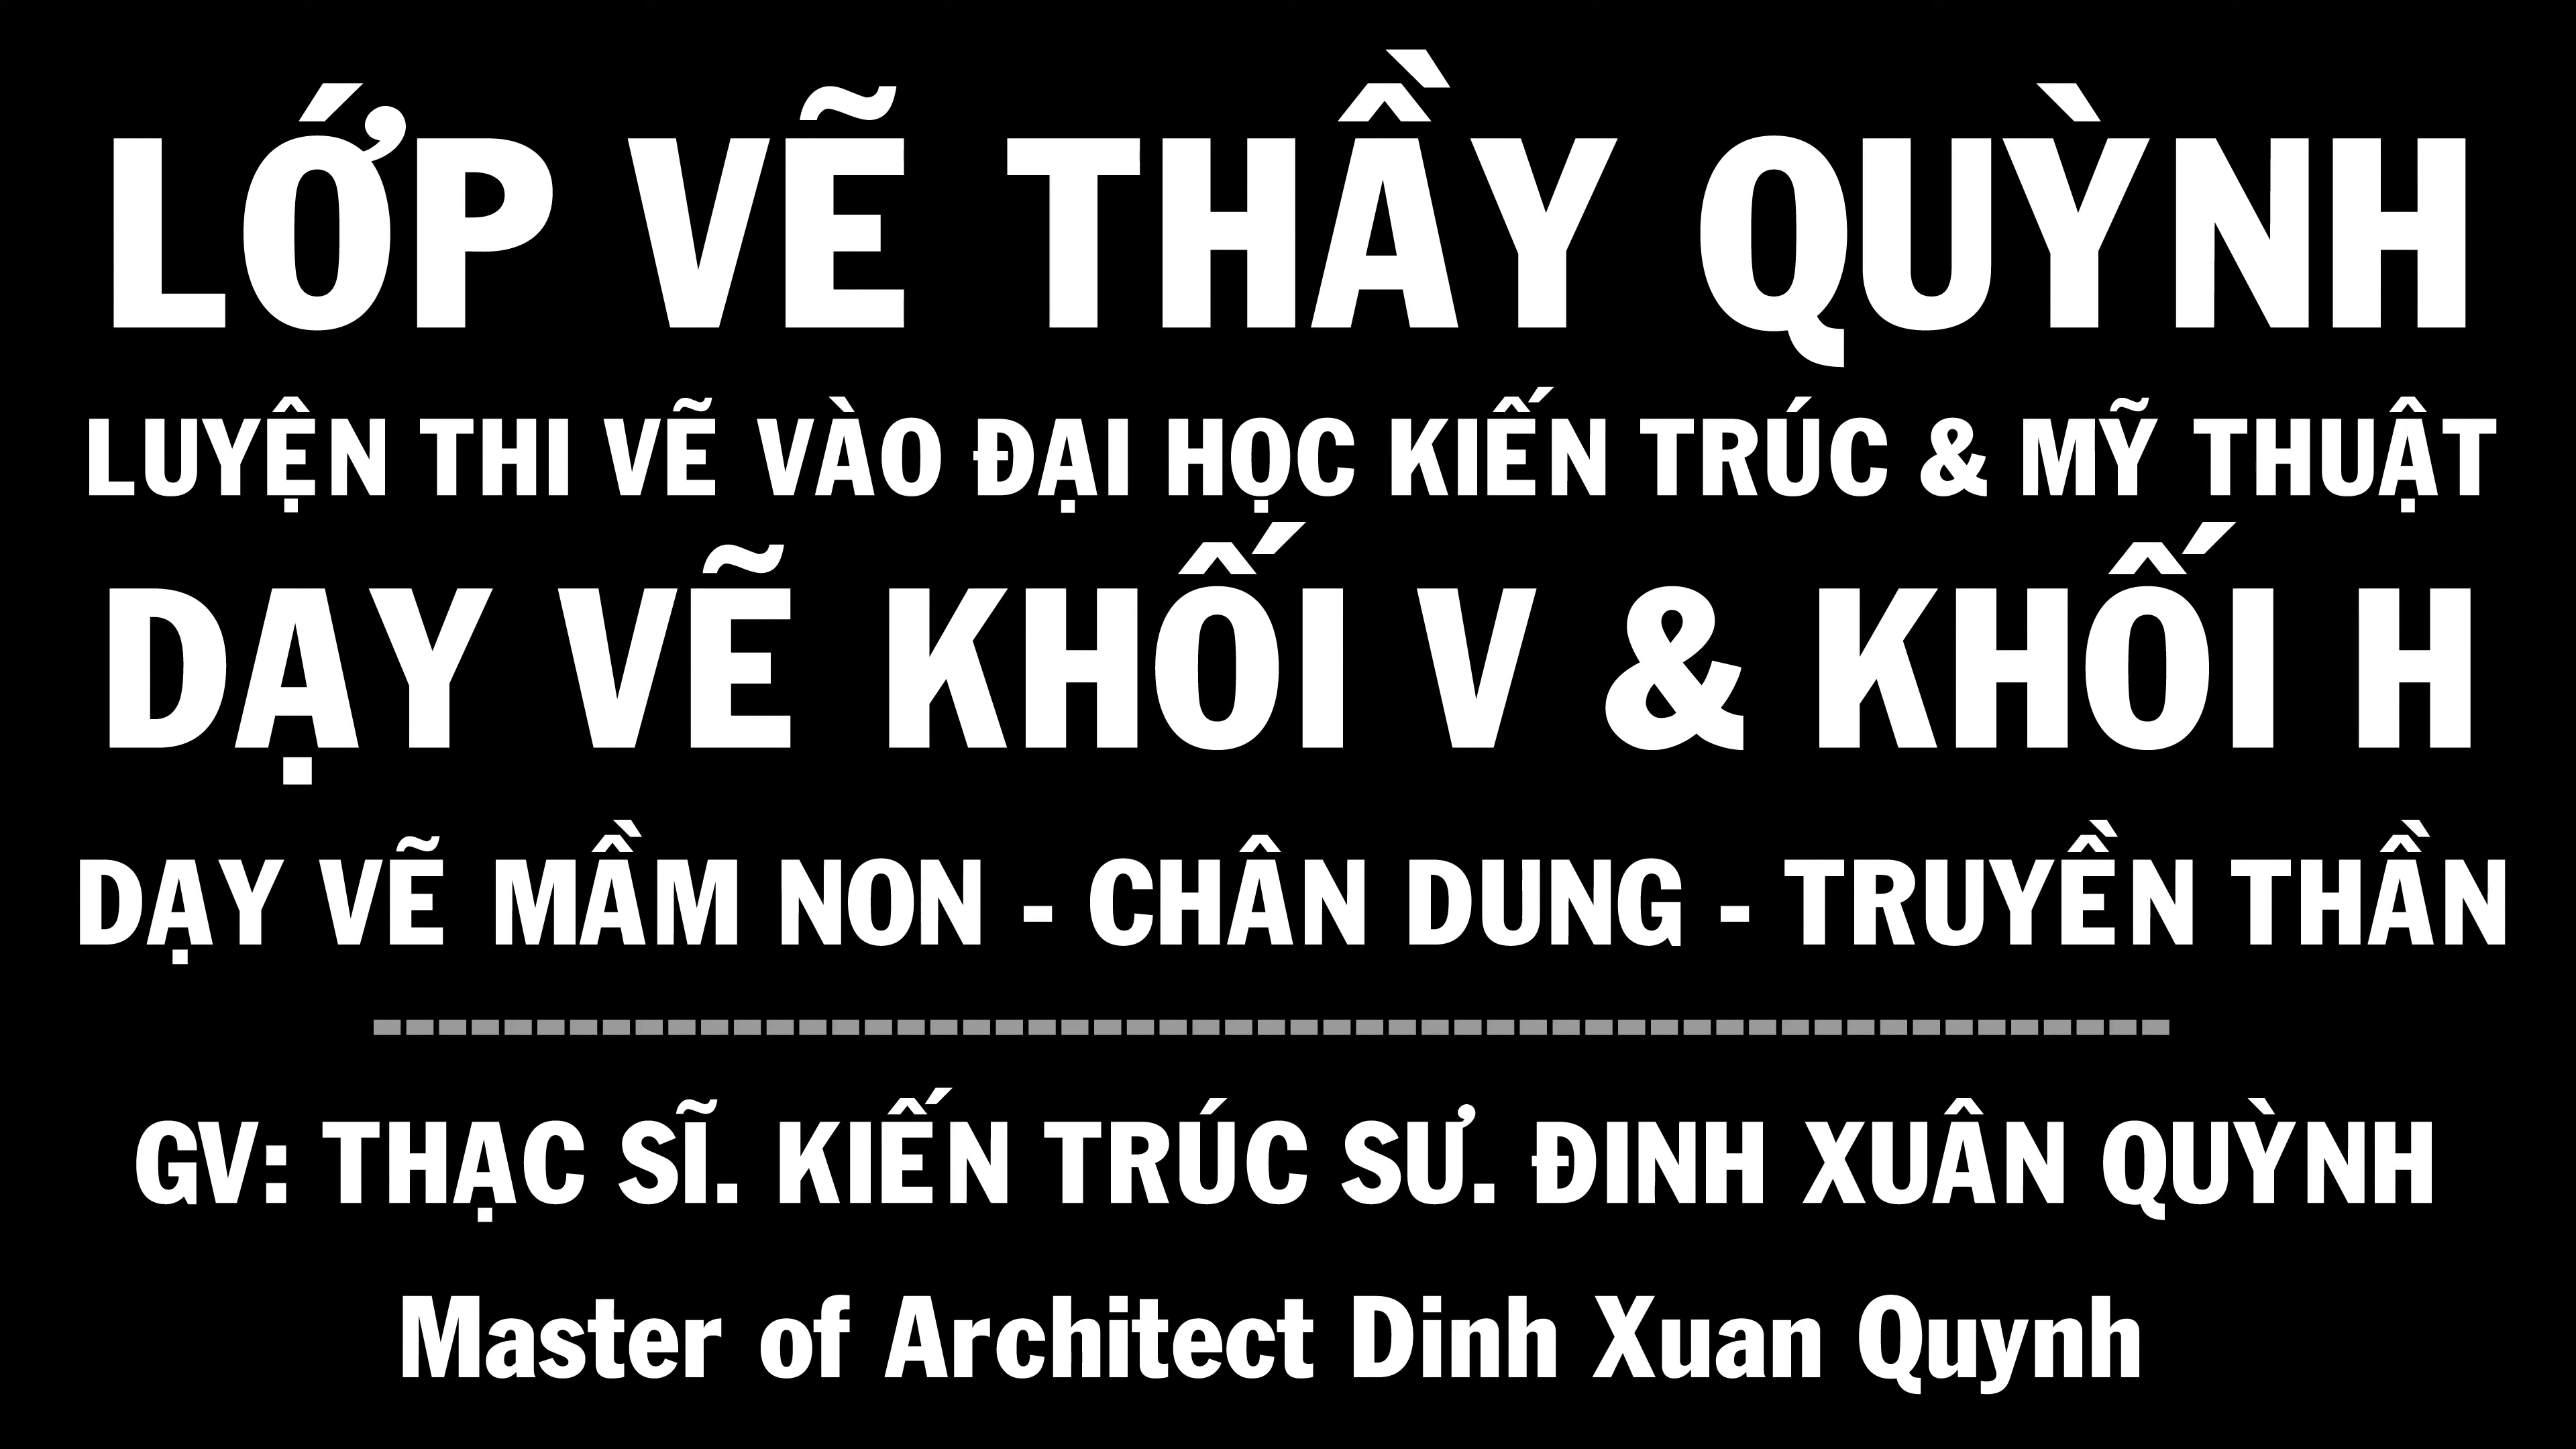 LỚP VẼ THẦY QUỲNH
LUYỆN THI VẼ VÀO ĐẠI HỌC KIẾN TRÚC & MỸ THUẬT
DẠY VẼ KHỐI V & KHỐI H
DẠY VẼ MẦM NON - CHÂN DUNG - TRUYỀN THẦN
GV: THẠC SĨ. KIẾN TRÚC SƯ. ĐINH XUÂN QUỲNH
Master of Architect Dinh Xuan Quynh